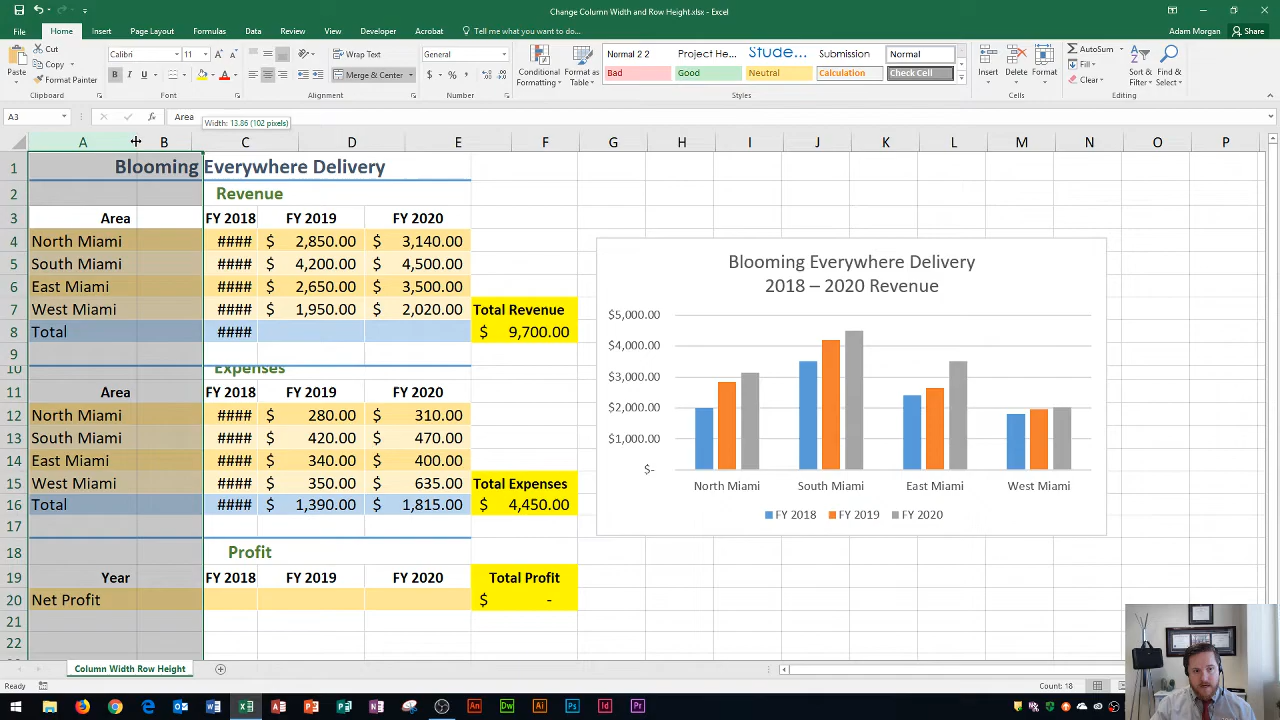 Change Column Width and Row Height.xlsx - Excel
Adam Morgan
File Home Insert Page Layout Formulas Data Review View Developer Acrobat Tell me what you want to do... Share
Paste Cut Copy Format Painter Clipboard
Calibri 11 B I U Font
Wrap Text Merge & Center Alignment
General $ % , Number
Conditional Formatting Format as Table
Normal 2 2 Project He... Stude... Submission Normal
Bad Good Neutral Calculation Check Cell
Styles
Insert Delete Format Cells
AutoSum Fill Clear Sort & Filter Find & Select Editing
A3 fx Area
Width: 13.86 (102 pixels)
A B C D E F G H I J K L M N O P
1 Blooming Everywhere Delivery
2 Revenue
3 Area FY 2018 FY 2019 FY 2020
4 North Miami #### $ 2,850.00 $ 3,140.00
5 South Miami #### $ 4,200.00 $ 4,500.00
6 East Miami #### $ 2,650.00 $ 3,500.00
7 West Miami #### $ 1,950.00 $ 2,020.00 Total Revenue
8 Total #### $ 9,700.00
9
10 Expenses
11 Area FY 2018 FY 2019 FY 2020
12 North Miami #### $ 280.00 $ 310.00
13 South Miami #### $ 420.00 $ 470.00
14 East Miami #### $ 340.00 $ 400.00
15 West Miami #### $ 350.00 $ 635.00 Total Expenses
16 Total #### $ 1,390.00 $ 1,815.00 $ 4,450.00
17
18 Profit
19 Year FY 2018 FY 2019 FY 2020 Total Profit
20 Net Profit $ -
21
22
Blooming Everywhere Delivery
2018 – 2020 Revenue
$5,000.00
$4,000.00
$3,000.00
$2,000.00
$1,000.00
$-
North Miami South Miami East Miami West Miami
FY 2018 FY 2019 FY 2020
Column Width Row Height
Ready Count: 18
An Dw Ai Ps Id Pr